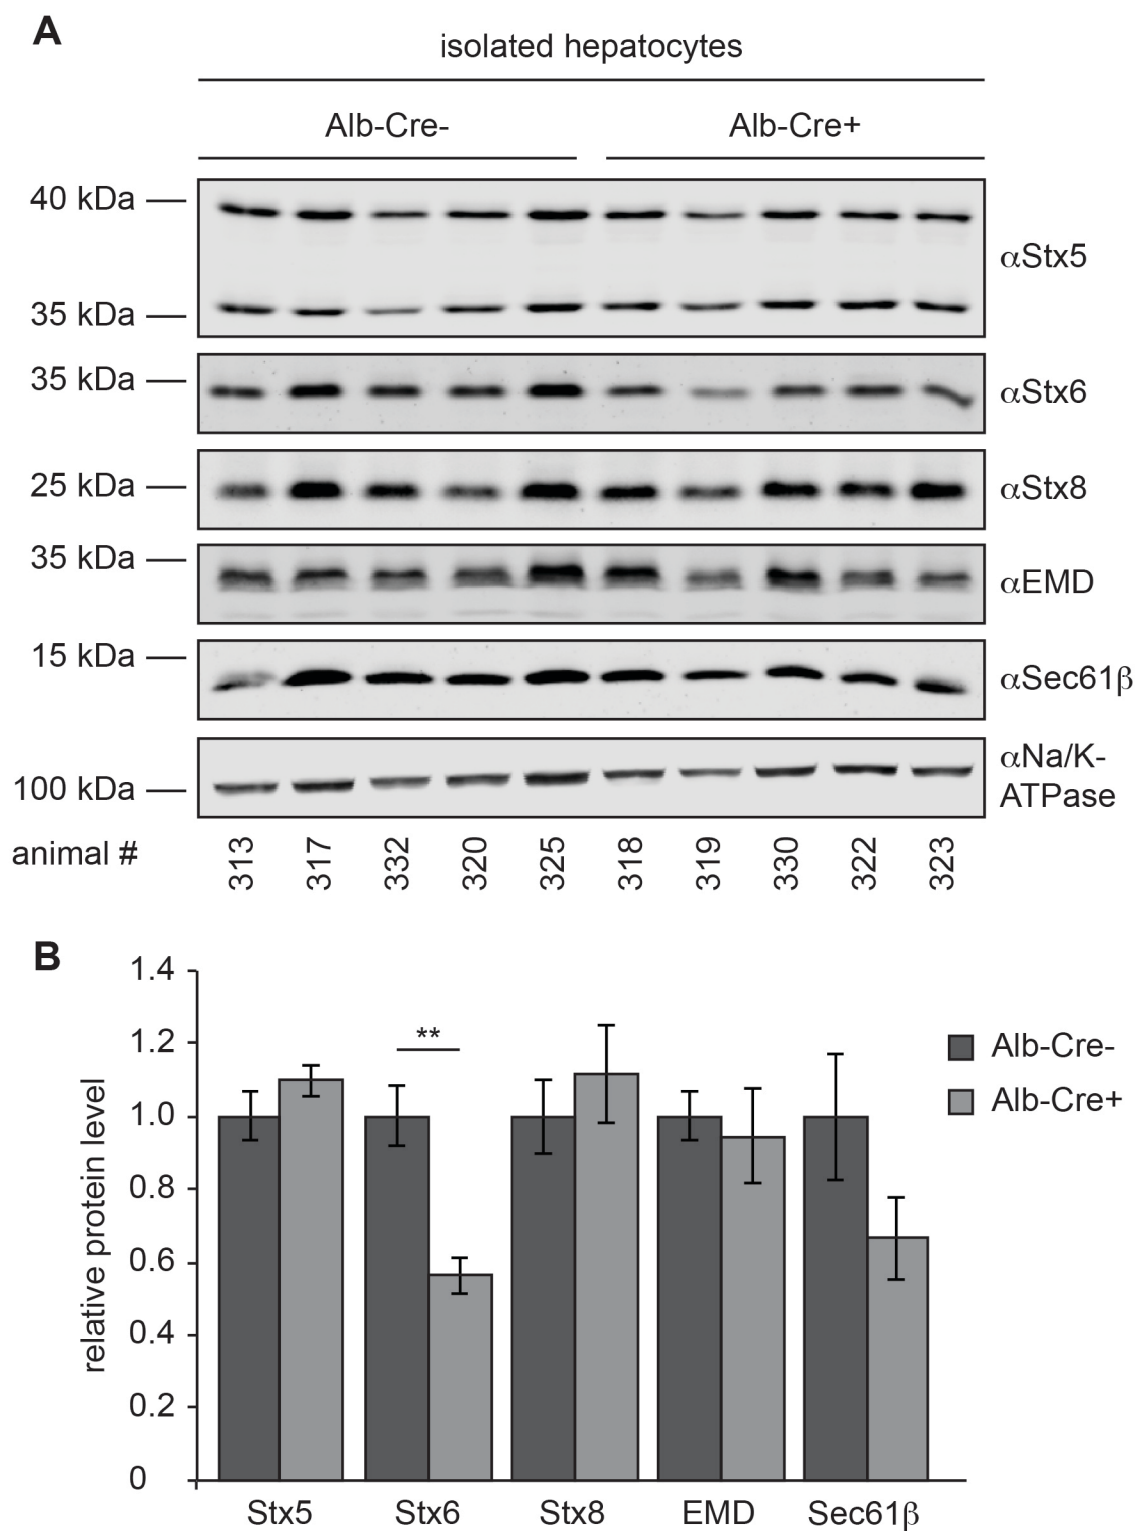 A
isolated hepatocytes
Alb-Cre- Alb-Cre+
40 kDa
αStx5
35 kDa
35 kDa
αStx6
25 kDa
αStx8
35 kDa
αEMD
15 kDa
αSec61β
αNa/K-
ATPase
100 kDa
animal # 313 317 332 320 325 318 319 330 322 323
B
1.4
1.2
1.0
0.8
0.6
0.4
0.2
0
relative protein level
**
Alb-Cre-
Alb-Cre+
Stx5 Stx6 Stx8 EMD Sec61β